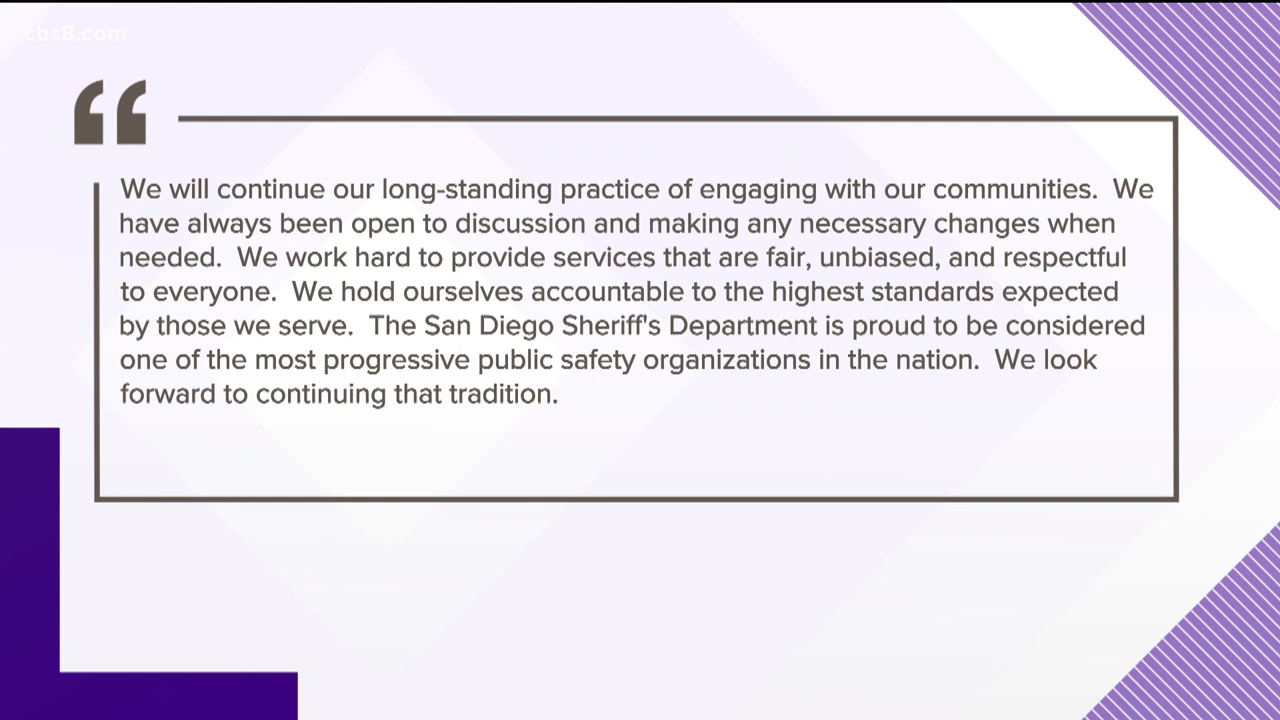 cbs8.com
“
We will continue our long-standing practice of engaging with our communities.  We
have always been open to discussion and making any necessary changes when
needed.  We work hard to provide services that are fair, unbiased, and respectful
to everyone.  We hold ourselves accountable to the highest standards expected
by those we serve.  The San Diego Sheriff's Department is proud to be considered
one of the most progressive public safety organizations in the nation.  We look
forward to continuing that tradition.